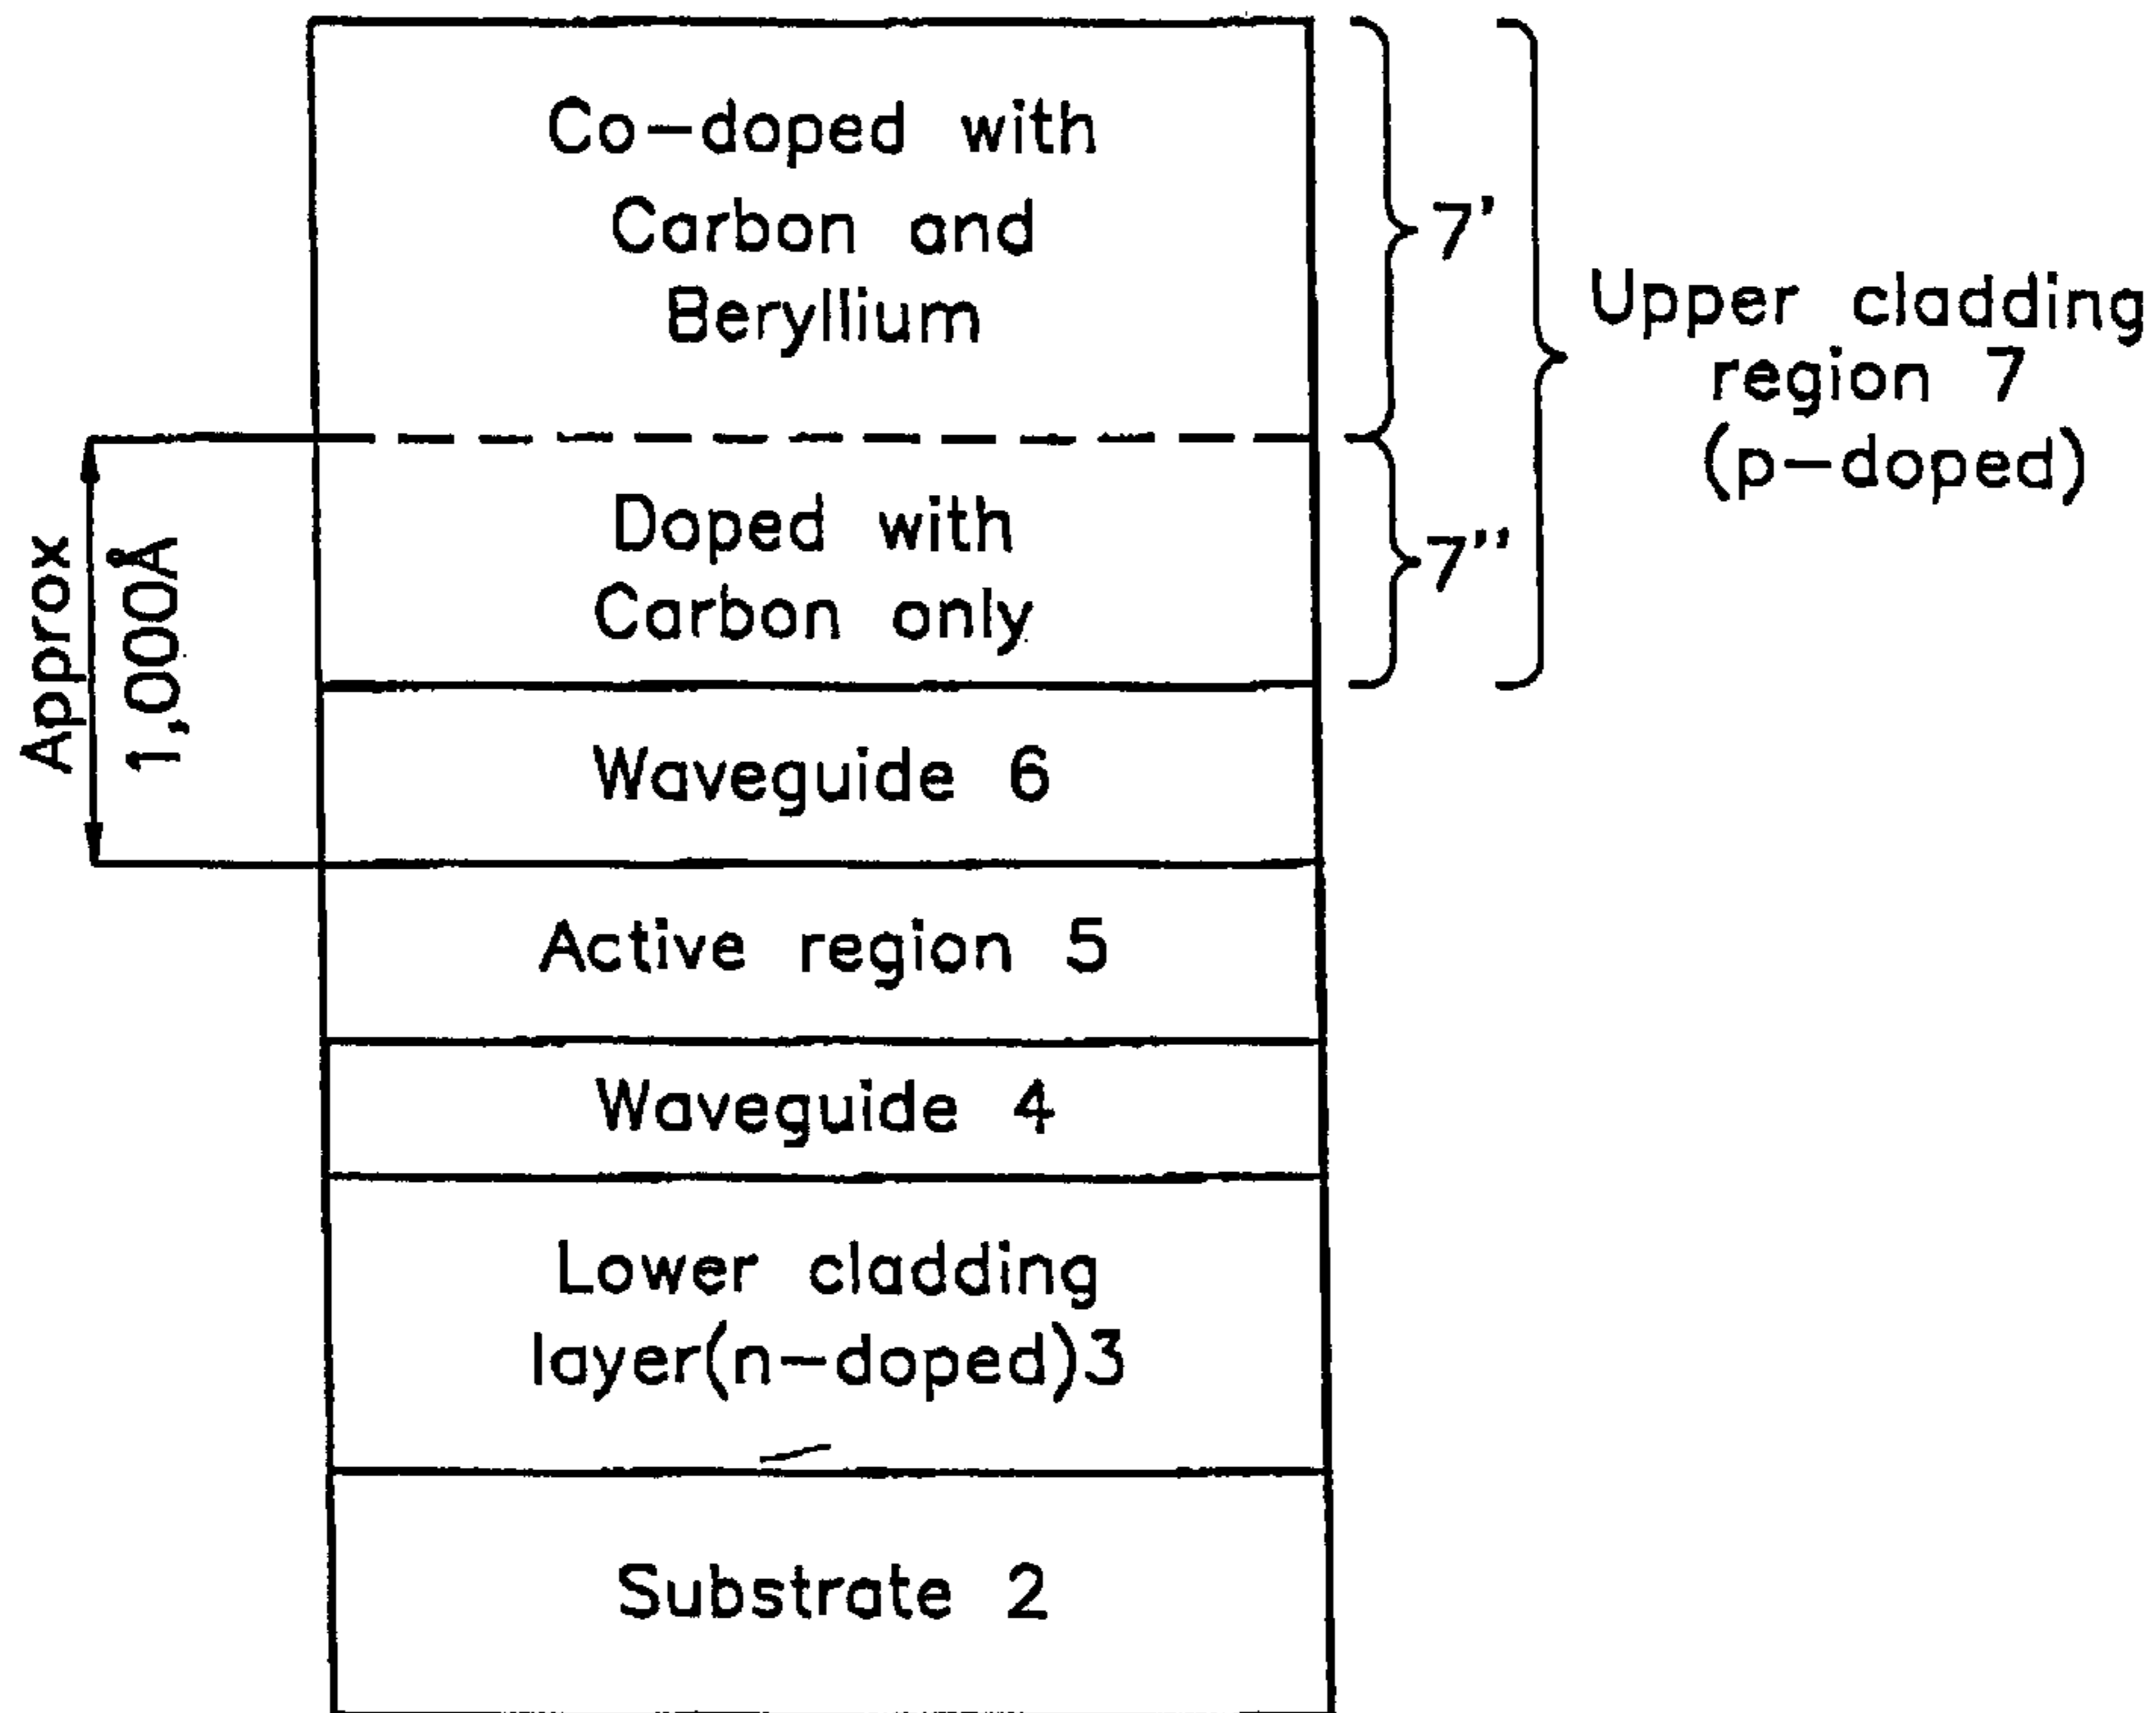 Co-doped with
Carbon and
Beryllium
7'
Upper cladding
region 7
(p-doped)
Doped with
Carbon only
7"
Approx
1,000Å
Waveguide 6
Active region 5
Waveguide 4
Lower cladding
layer(n-doped)3
Substrate 2